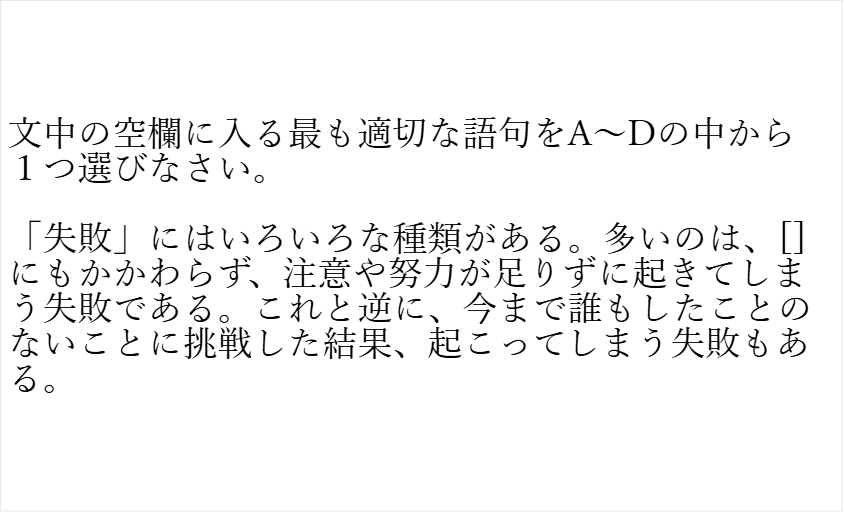 文中の空欄に入る最も適切な語句をA～Dの中から
１つ選びなさい。
「失敗」にはいろいろな種類がある。多いのは、[]
にもかかわらず、注意や努力が足りずに起きてしま
う失敗である。これと逆に、今まで誰もしたことの
ないことに挑戦した結果、起こってしまう失敗もあ
る。